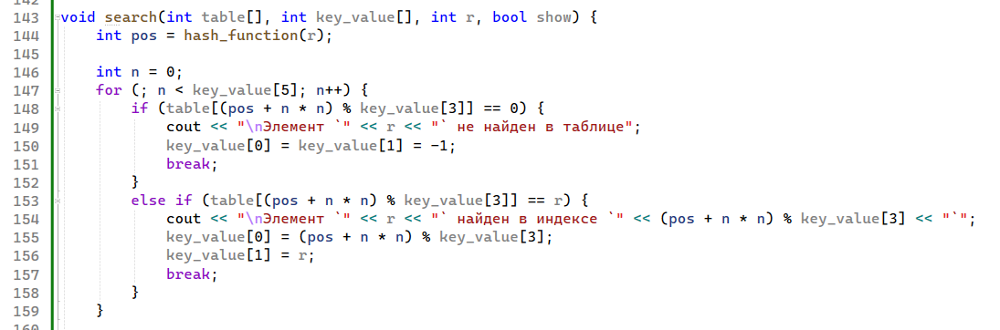 142
143 void search(int table[], int key_value[], int r, bool show) {
144     int pos = hash_function(r);
145
146     int n = 0;
147     for (; n < key_value[5]; n++) {
148         if (table[(pos + n * n) % key_value[3]] == 0) {
149             cout << "\nЭлемент `" << r << "` не найден в таблице";
150             key_value[0] = key_value[1] = -1;
151             break;
152         }
153         else if (table[(pos + n * n) % key_value[3]] == r) {
154             cout << "\nЭлемент `" << r << "` найден в индексе `" << (pos + n * n) % key_value[3] << "`";
155             key_value[0] = (pos + n * n) % key_value[3];
156             key_value[1] = r;
157             break;
158         }
159     }
160